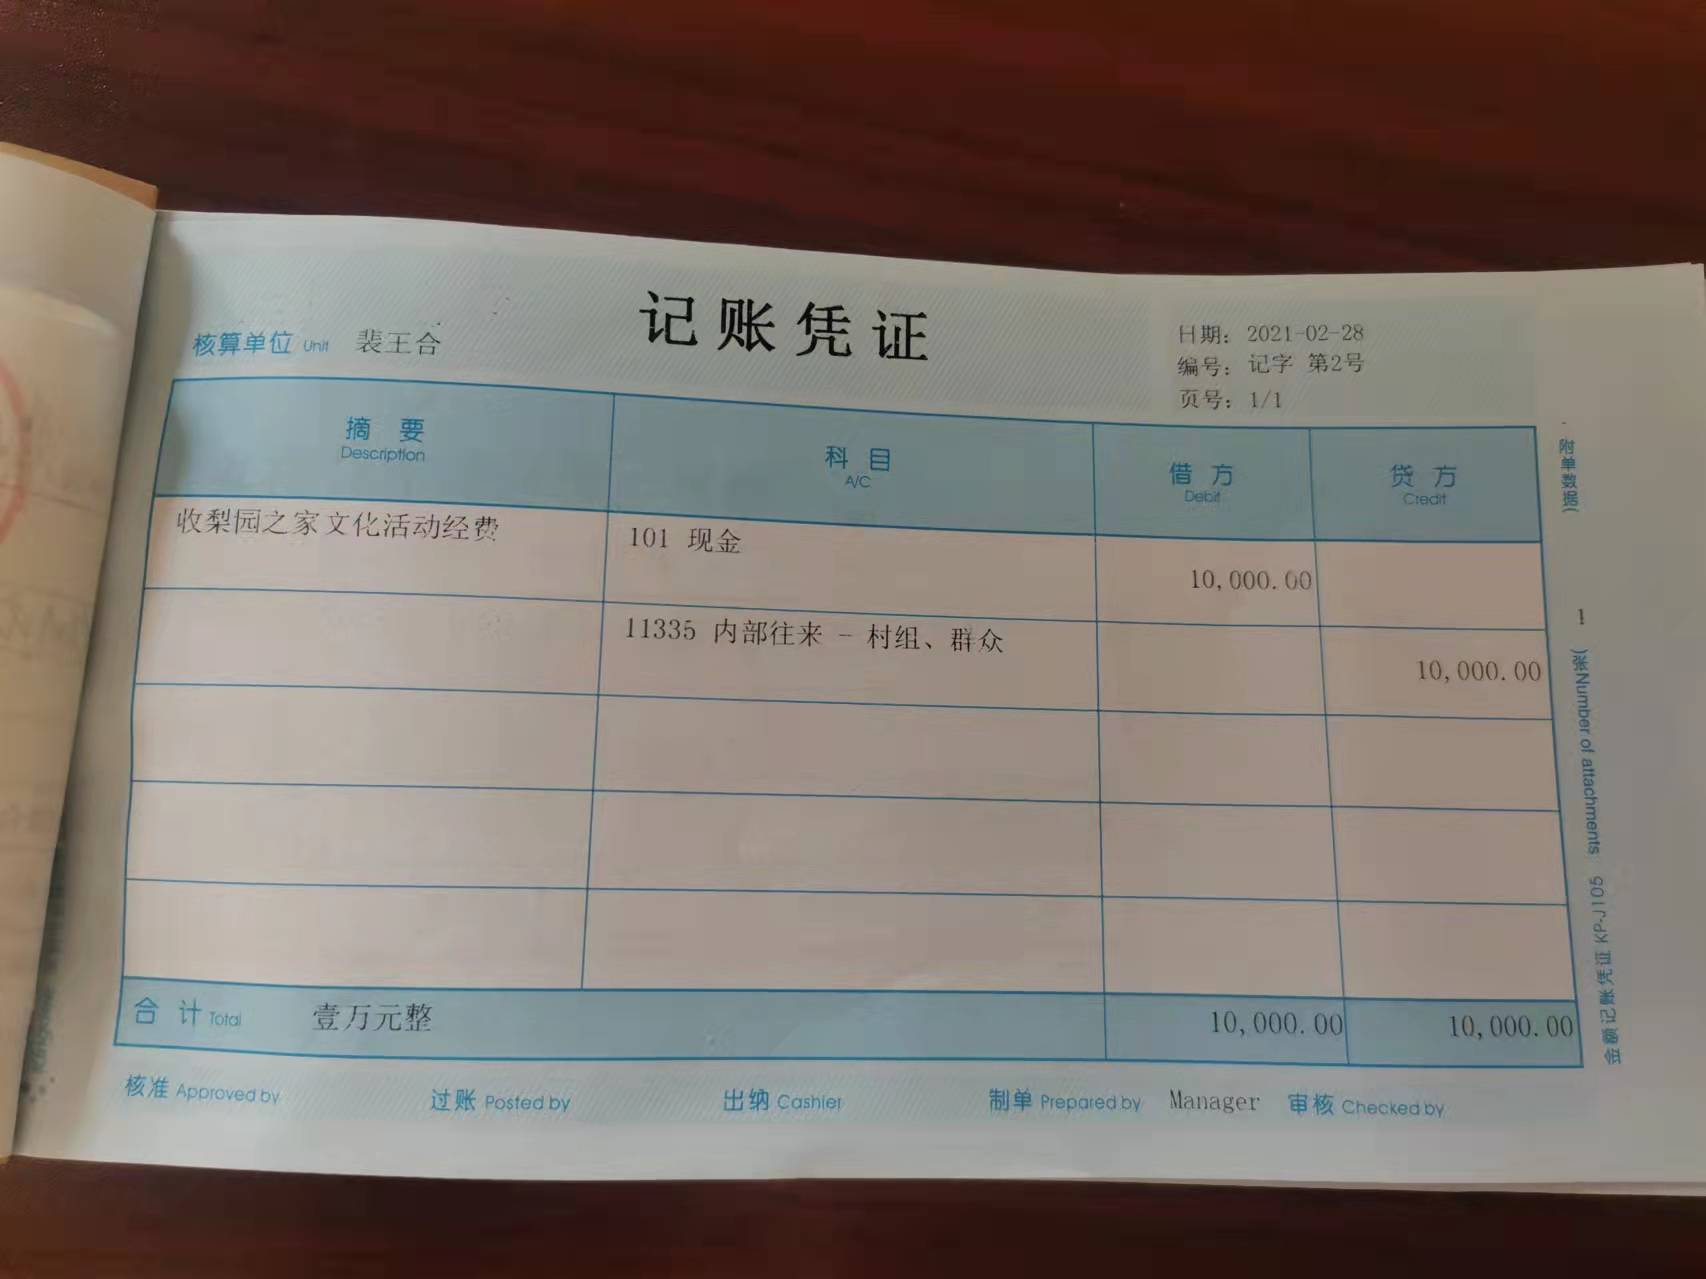 记账凭证
核算单位 Unit 裴王合
日期: 2021-02-28
编号: 记字 第2号
页号: 1/1
摘要 科目 借方 贷方
Description A/C Debit Credit
收梨园之家文化活动经费 101 现金 10,000.00
11335 内部往来 - 村组、群众 10,000.00
合计 Total 壹万元整 10,000.00 10,000.00
核准 Approved by 过账 Posted by 出纳 Cashier 制单 Prepared by Manager 审核 Checked by
附单数据( 1 张)Number of attachments
金额记账凭证 KP-J105